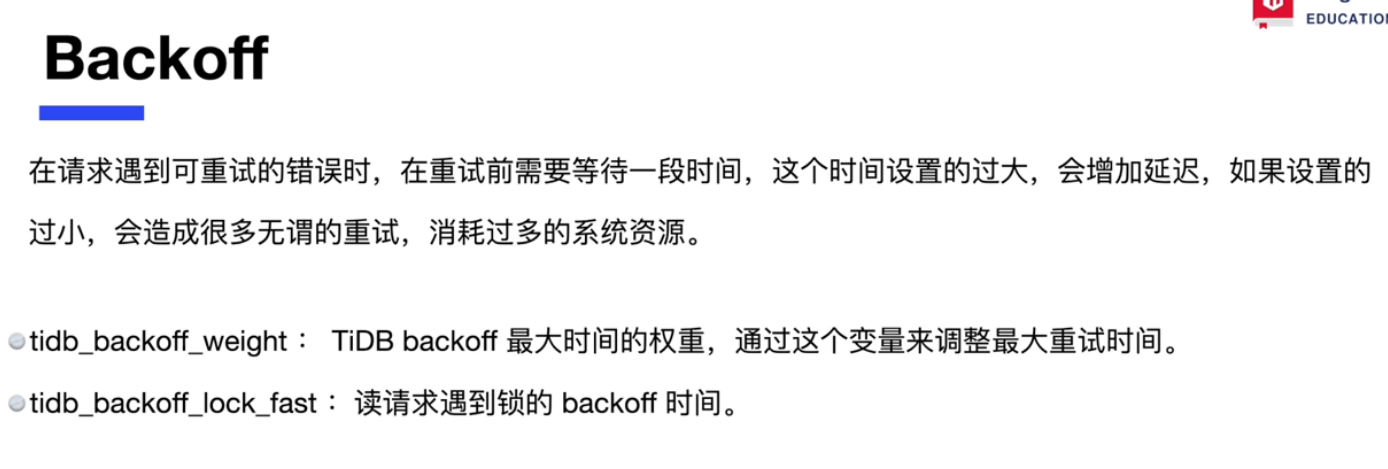 EDUCATION
Backoff
在请求遇到可重试的错误时，在重试前需要等待一段时间，这个时间设置的过大，会增加延迟，如果设置的
过小，会造成很多无谓的重试，消耗过多的系统资源。
tidb_backoff_weight： TiDB backoff 最大时间的权重，通过这个变量来调整最大重试时间。
tidb_backoff_lock_fast：读请求遇到锁的 backoff 时间。